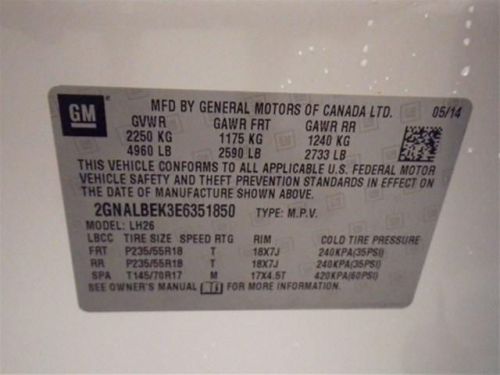 GM
MFD BY GENERAL MOTORS OF CANADA LTD. 05/14
GVWR GAWR FRT GAWR RR
2250 KG 1175 KG 1240 KG
4960 LB 2590 LB 2733 LB
THIS VEHICLE CONFORMS TO ALL APPLICABLE U.S. FEDERAL MOTOR
VEHICLE SAFETY AND THEFT PREVENTION STANDARDS IN EFFECT ON
THE DATE OF MANUFACTURE SHOWN ABOVE.
2GNALBEK3E6351850 TYPE: M.P.V.
MODEL: LH26
LBCC TIRE SIZE SPEED RTG RIM COLD TIRE PRESSURE
FRT P235/55R18 T 18X7J 240KPA(35PSI)
RR P235/55R18 T 18X7J 240KPA(35PSI)
SPA T145/70R17 M 17X4.5T 420KPA(60PSI)
SEE OWNER'S MANUAL FOR MORE INFORMATION